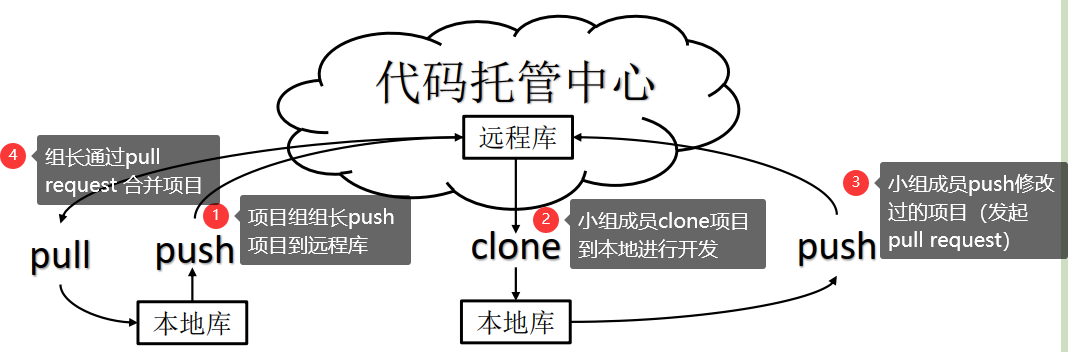 代码托管中心
远程库
4
组长通过pull
request 合并项目
1
项目组组长push
项目到远程库
2
小组成员clone项目
到本地进行开发
3
小组成员push修改
过的项目（发起
pull request）
pull
push
clone
push
本地库
本地库